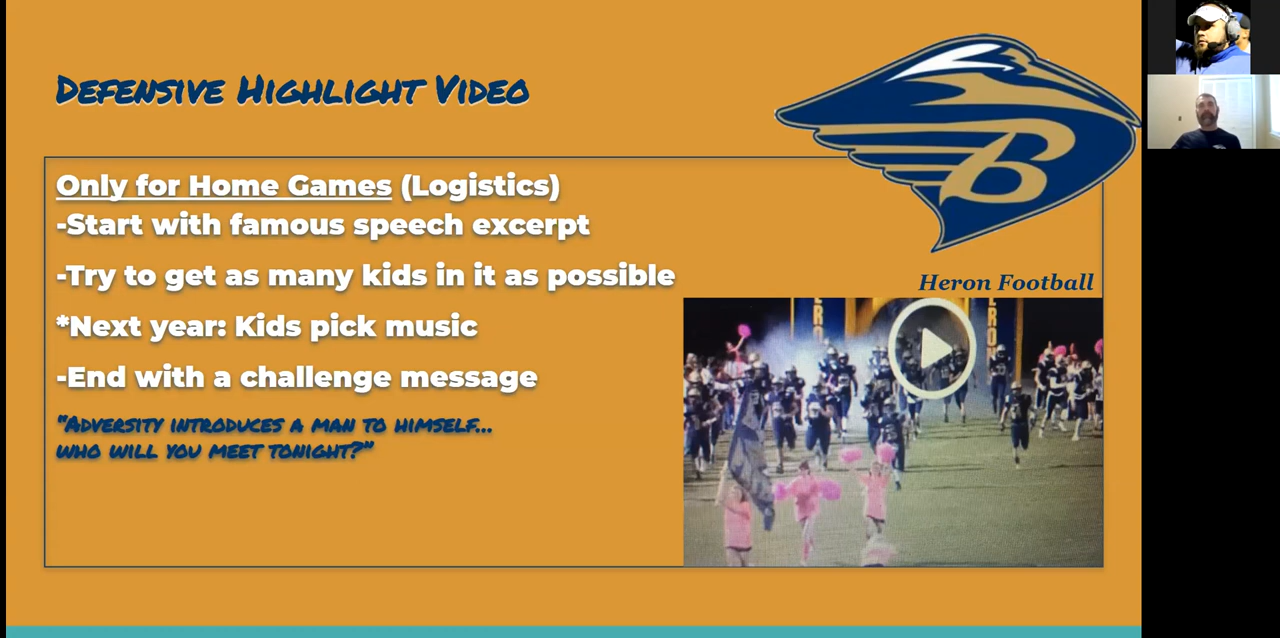 Defensive Highlight Video
B
Only for Home Games (Logistics)
-Start with famous speech excerpt
-Try to get as many kids in it as possible
*Next year: Kids pick music
-End with a challenge message
"Adversity introduces a man to himself...
who will you meet tonight?"
Heron Football